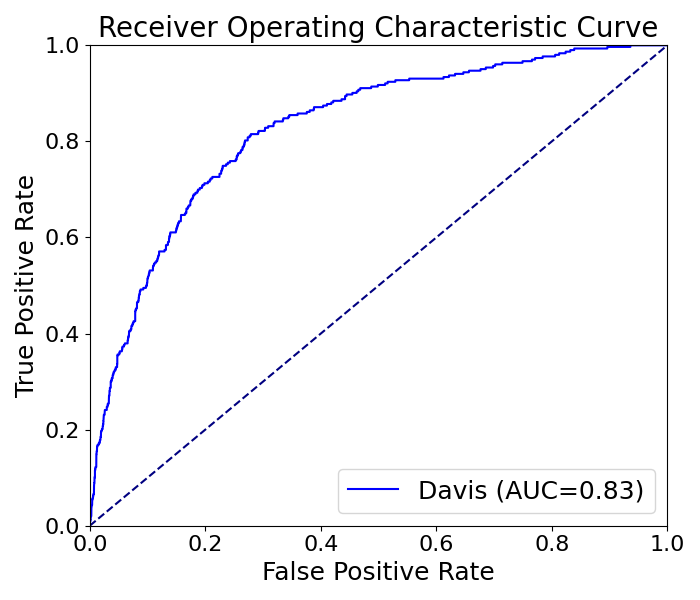 Receiver Operating Characteristic Curve
1.0
0.8
0.6
0.4
0.2
0.0
True Positive Rate
Davis (AUC=0.83)
0.0 0.2 0.4 0.6 0.8 1.0
False Positive Rate